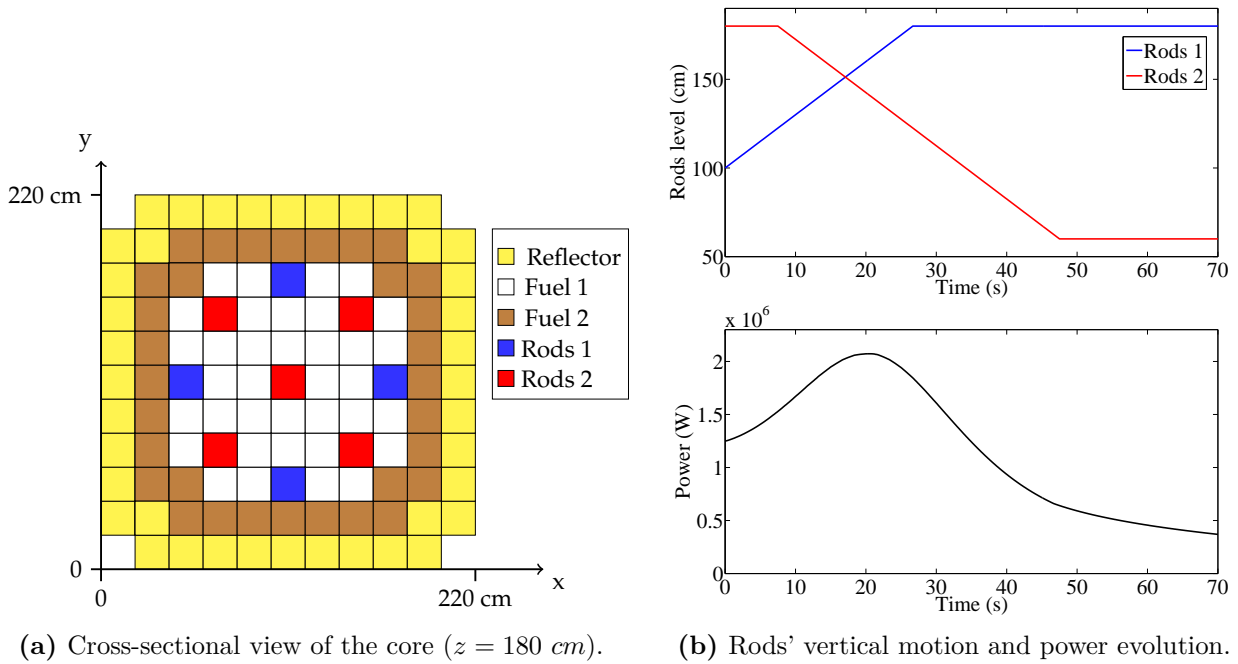 y
220 cm
0
0
220 cm
x
Reflector
Fuel 1
Fuel 2
Rods 1
Rods 2
(a) Cross-sectional view of the core (z = 180 cm).
Rods level (cm)
150
100
50
0 10 20 30 40 50 60 70
Time (s)
Rods 1
Rods 2
x 10^6
Power (W)
2
1.5
1
0.5
0
0 10 20 30 40 50 60 70
Time (s)
(b) Rods' vertical motion and power evolution.